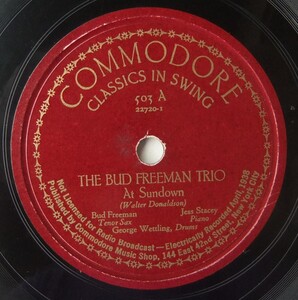 COMMODORE
CLASSICS IN SWING
503 A
22720-1
THE BUD FREEMAN TRIO
At Sundown
(Walter Donaldson)
Bud Freeman Jess Stacy
Tenor Sax Piano
George Wettling, Drums
Not Licensed for Radio Broadcast — Electrically Recorded April, 1938
Published by Commodore Music Shop, 144 East 42nd Street, New York City